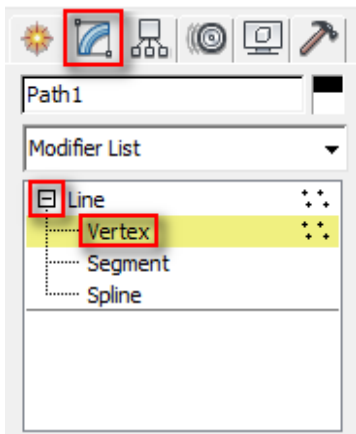 Path1
Modifier List
Line
Vertex
Segment
Spline